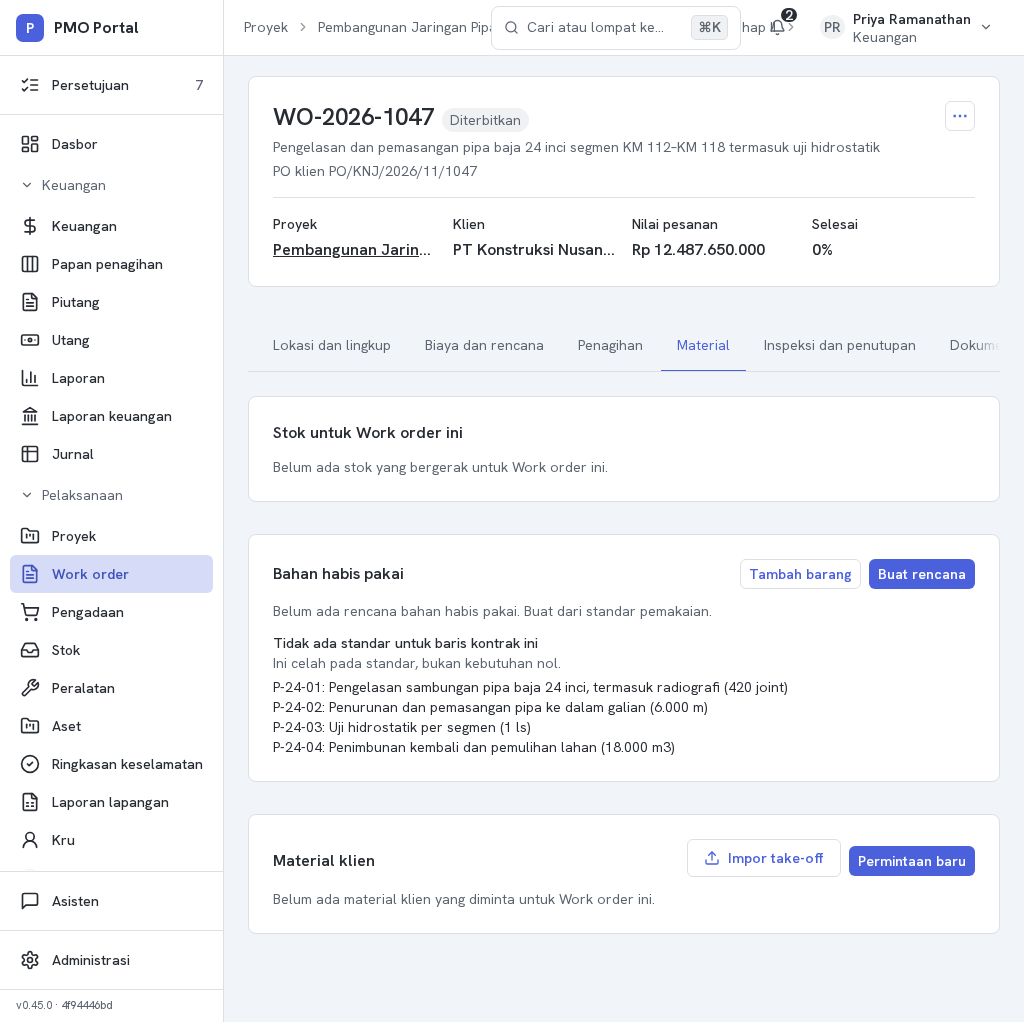 P PMO Portal
Proyek
Pembangunan Jaringan Pipa
Cari atau lompat ke...
⌘K
hap
2
PR
Priya Ramanathan
Keuangan
Persetujuan 7
Dasbor
Keuangan
Keuangan
Papan penagihan
Piutang
Utang
Laporan
Laporan keuangan
Jurnal
Pelaksanaan
Proyek
Work order
Pengadaan
Stok
Peralatan
Aset
Ringkasan keselamatan
Laporan lapangan
Kru
Asisten
Administrasi
v0.45.0 · 4f94446bd
WO-2026-1047 Diterbitkan
Pengelasan dan pemasangan pipa baja 24 inci segmen KM 112–KM 118 termasuk uji hidrostatik
PO klien PO/KNJ/2026/11/1047
Proyek Klien Nilai pesanan Selesai
Pembangunan Jarin... PT Konstruksi Nusan... Rp 12.487.650.000 0%
Lokasi dan lingkup Biaya dan rencana Penagihan Material Inspeksi dan penutupan Dokum
Stok untuk Work order ini
Belum ada stok yang bergerak untuk Work order ini.
Bahan habis pakai Tambah barang Buat rencana
Belum ada rencana bahan habis pakai. Buat dari standar pemakaian.
Tidak ada standar untuk baris kontrak ini
Ini celah pada standar, bukan kebutuhan nol.
P-24-01: Pengelasan sambungan pipa baja 24 inci, termasuk radiografi (420 joint)
P-24-02: Penurunan dan pemasangan pipa ke dalam galian (6.000 m)
P-24-03: Uji hidrostatik per segmen (1 ls)
P-24-04: Penimbunan kembali dan pemulihan lahan (18.000 m3)
Material klien Impor take-off Permintaan baru
Belum ada material klien yang diminta untuk Work order ini.